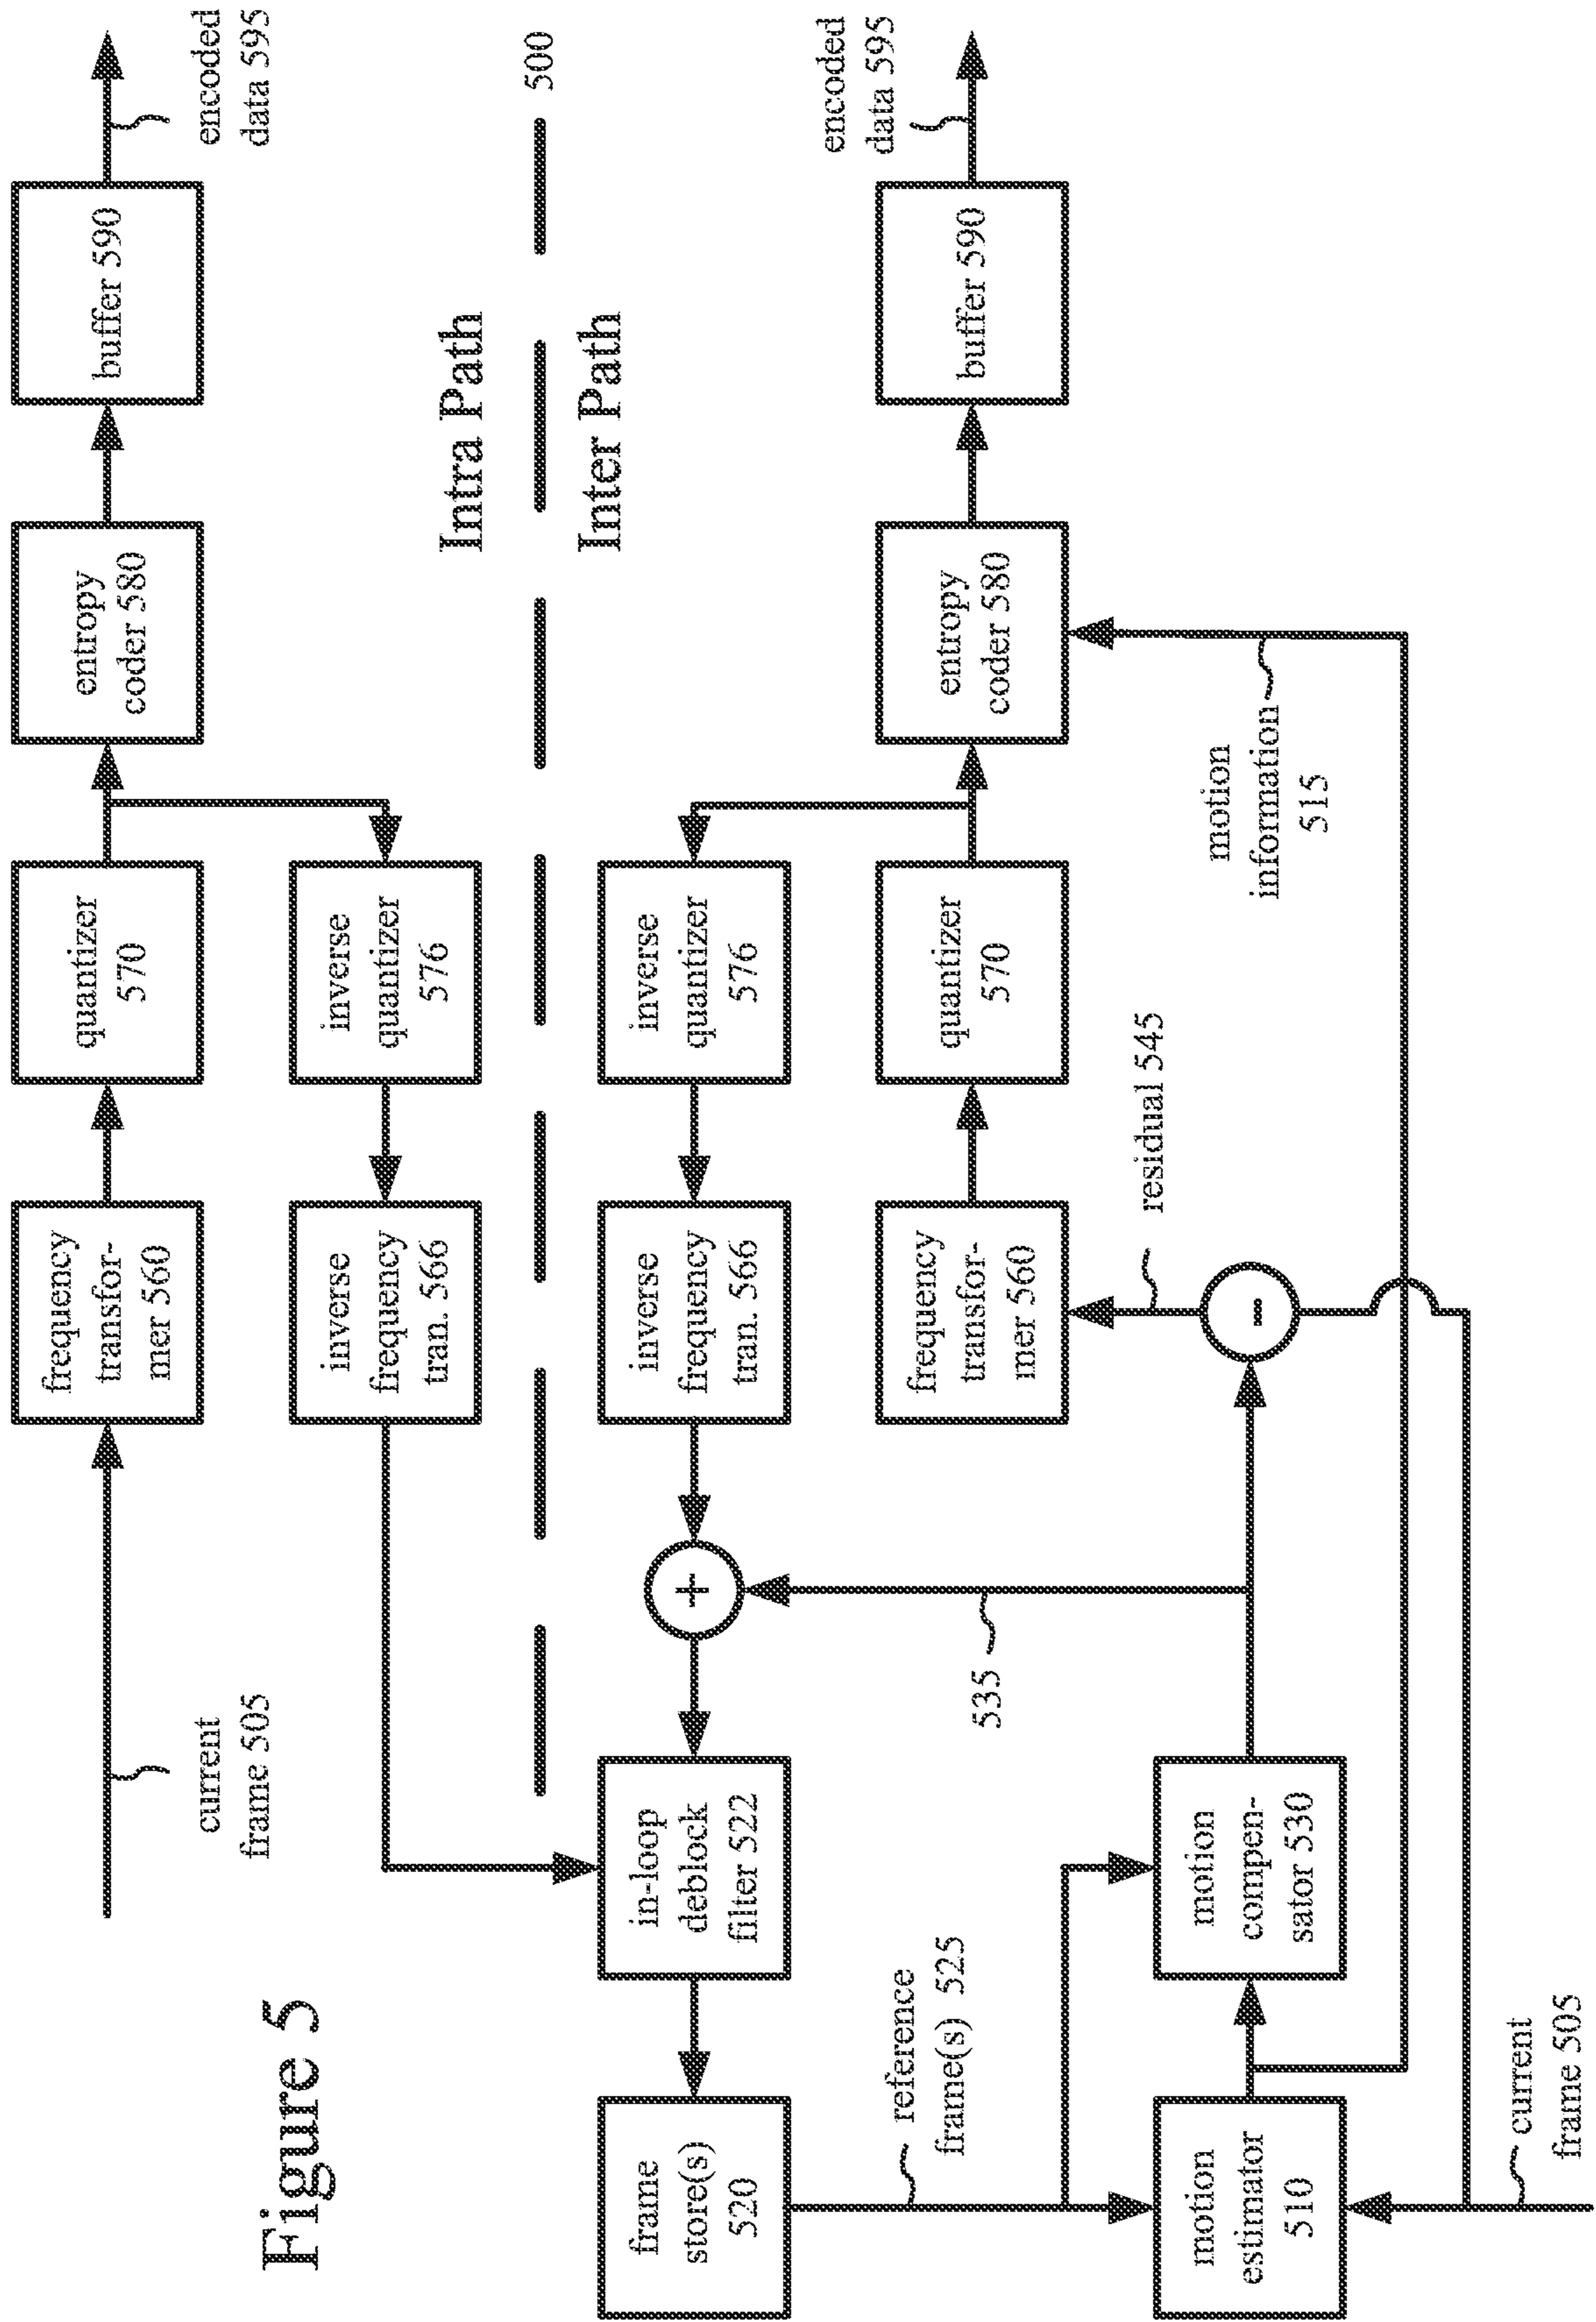 Figure 5
current
frame 505
frequency
transfor-
mer 560
quantizer
570
entropy
coder 580
buffer 590
encoded
data 595
inverse
frequency
tran. 566
inverse
quantizer
576
Intra Path
500
Inter Path
frame
store(s)
520
in-loop
deblock
filter 522
+
inverse
frequency
tran. 566
inverse
quantizer
576
reference
frame(s) 525
535
frequency
transfor-
mer 560
quantizer
570
entropy
coder 580
buffer 590
encoded
data 595
residual 545
motion
information
515
motion
estimator
510
motion
compen-
sator 530
-
current
frame 505